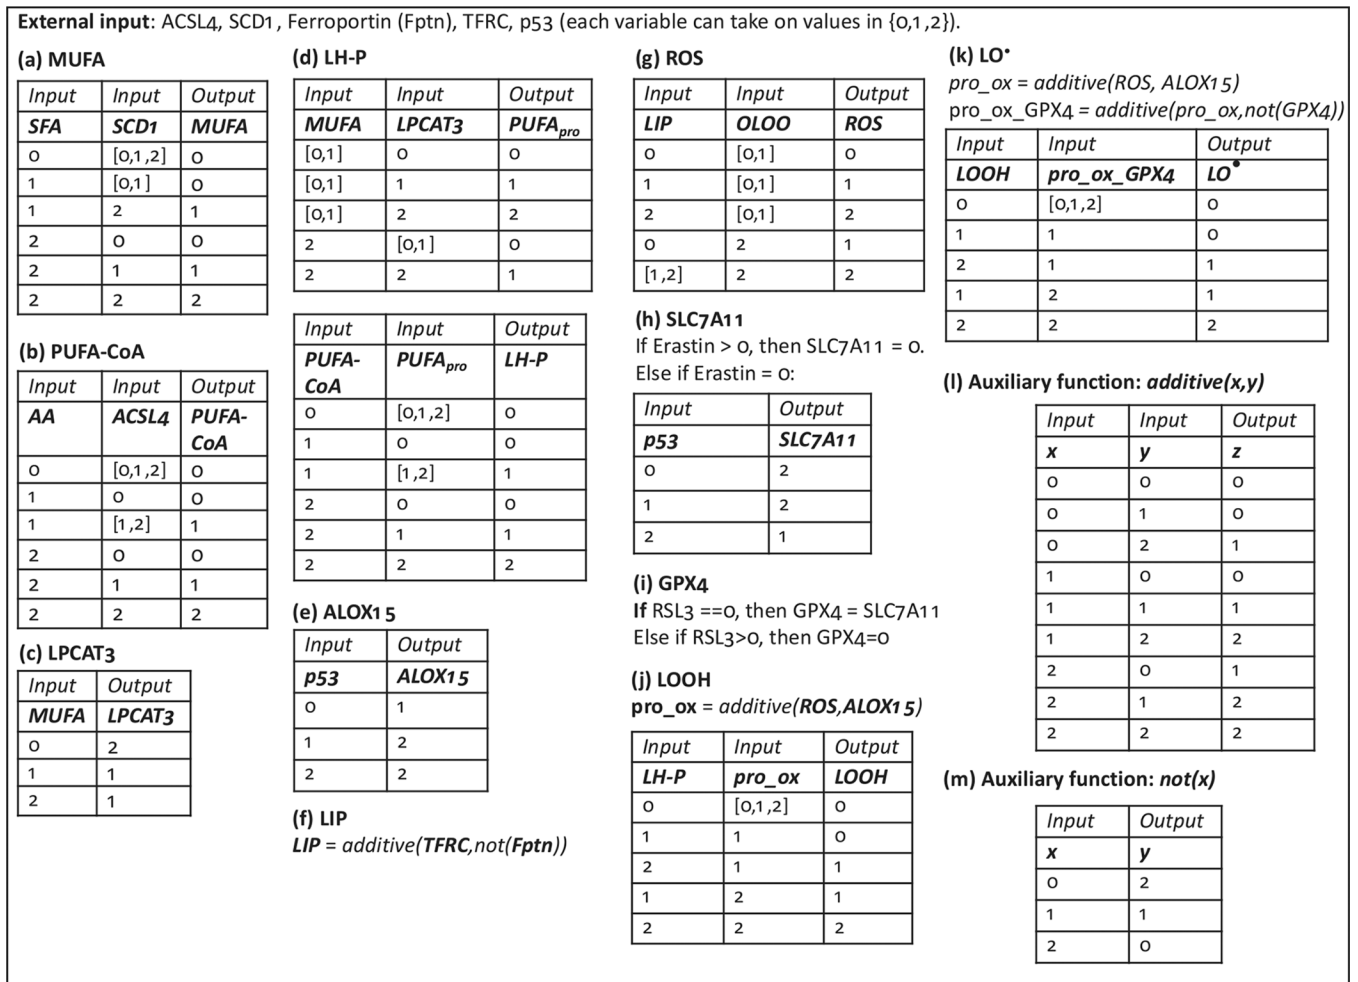 External input: ACSL4, SCD1, Ferroportin (Fptn), TFRC, p53 (each variable can take on values in {0,1,2}).
(a) MUFA
Input Input Output
SFA SCD1 MUFA
0 [0,1,2] 0
1 [0,1] 0
1 2 1
2 0 0
2 1 1
2 2 2
(b) PUFA-CoA
Input Input Output
AA ACSL4 PUFA-
CoA
0 [0,1,2] 0
1 0 0
1 [1,2] 1
2 0 0
2 1 1
2 2 2
(c) LPCAT3
Input Output
MUFA LPCAT3
0 2
1 1
2 1
(d) LH-P
Input Input Output
MUFA LPCAT3 PUFApro
[0,1] 0 0
[0,1] 1 1
[0,1] 2 2
2 [0,1] 0
2 2 1
Input Input Output
PUFA- PUFApro LH-P
CoA
0 [0,1,2] 0
1 0 0
1 [1,2] 1
2 0 0
2 1 1
2 2 2
(e) ALOX15
Input Output
p53 ALOX15
0 1
1 2
2 2
(f) LIP
LIP = additive(TFRC,not(Fptn))
(g) ROS
Input Input Output
LIP OLOO ROS
0 [0,1] 0
1 [0,1] 1
2 [0,1] 2
0 2 1
[1,2] 2 2
(h) SLC7A11
If Erastin > 0, then SLC7A11 = 0.
Else if Erastin = 0:
Input Output
p53 SLC7A11
0 2
1 2
2 1
(i) GPX4
If RSL3 ==0, then GPX4 = SLC7A11
Else if RSL3>0, then GPX4=0
(j) LOOH
pro_ox = additive(ROS,ALOX15)
Input Input Output
LH-P pro_ox LOOH
0 [0,1,2] 0
1 1 0
2 1 1
1 2 1
2 2 2
(k) LO•
pro_ox = additive(ROS, ALOX15)
pro_ox_GPX4 = additive(pro_ox,not(GPX4))
Input Input Output
LOOH pro_ox_GPX4 LO•
0 [0,1,2] 0
1 1 0
2 1 1
1 2 1
2 2 2
(l) Auxiliary function: additive(x,y)
Input Input Output
x y z
0 0 0
0 1 0
0 2 1
1 0 0
1 1 1
1 2 2
2 0 1
2 1 2
2 2 2
(m) Auxiliary function: not(x)
Input Output
x y
0 2
1 1
2 0